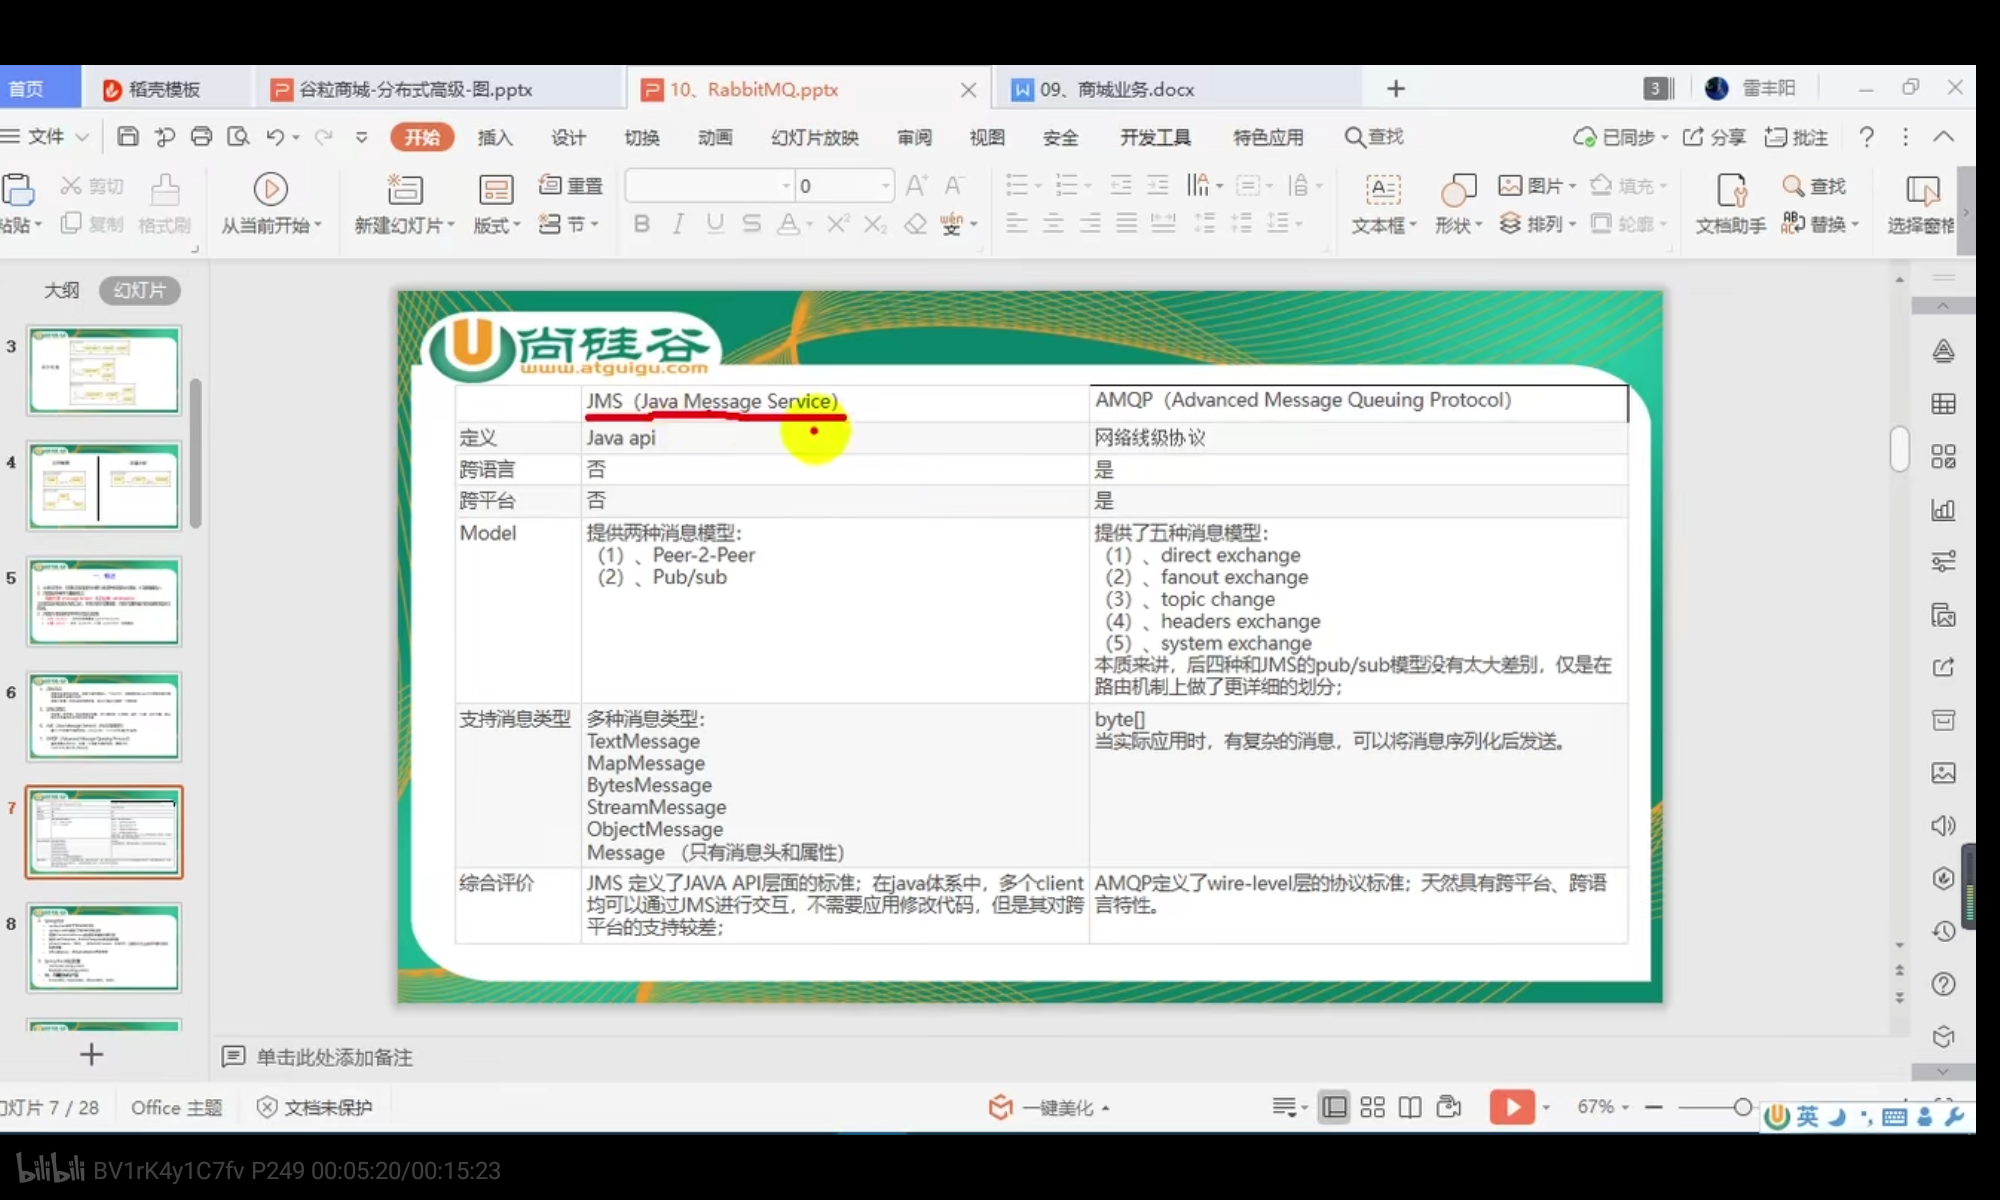 首页
稻壳模板
谷粒商城-分布式高级-图.pptx
10、RabbitMQ.pptx
09、商城业务.docx
3
雷丰阳
文件
开始
插入
设计
切换
动画
幻灯片放映
审阅
视图
安全
开发工具
特色应用
查找
已同步
分享
批注
粘贴
剪切
复制
格式刷
从当前开始
新建幻灯片
版式
重置
节
0
文本框
形状
图片
排列
填充
轮廓
文档助手
查找
替换
选择窗格
大纲
幻灯片
3
4
5
6
7
8
尚硅谷
www.atguigu.com
JMS（Java Message Service）
AMQP（Advanced Message Queuing Protocol）
定义
Java api
网络线级协议
跨语言
否
是
跨平台
否
是
Model
提供两种消息模型：
（1）、Peer-2-Peer
（2）、Pub/sub
提供了五种消息模型：
（1）、direct exchange
（2）、fanout exchange
（3）、topic change
（4）、headers exchange
（5）、system exchange
本质来讲，后四种和JMS的pub/sub模型没有太大差别，仅是在
路由机制上做了更详细的划分；
支持消息类型
多种消息类型：
TextMessage
MapMessage
BytesMessage
StreamMessage
ObjectMessage
Message （只有消息头和属性）
byte[]
当实际应用时，有复杂的消息，可以将消息序列化后发送。
综合评价
JMS 定义了JAVA API层面的标准；在java体系中，多个client
均可以通过JMS进行交互，不需要应用修改代码，但是其对跨
平台的支持较差；
AMQP定义了wire-level层的协议标准；天然具有跨平台、跨语
言特性。
单击此处添加备注
幻灯片 7 / 28
Office 主题
文档未保护
一键美化
67%
英
bilibili BV1rK4y1C7fv P249 00:05:20/00:15:23